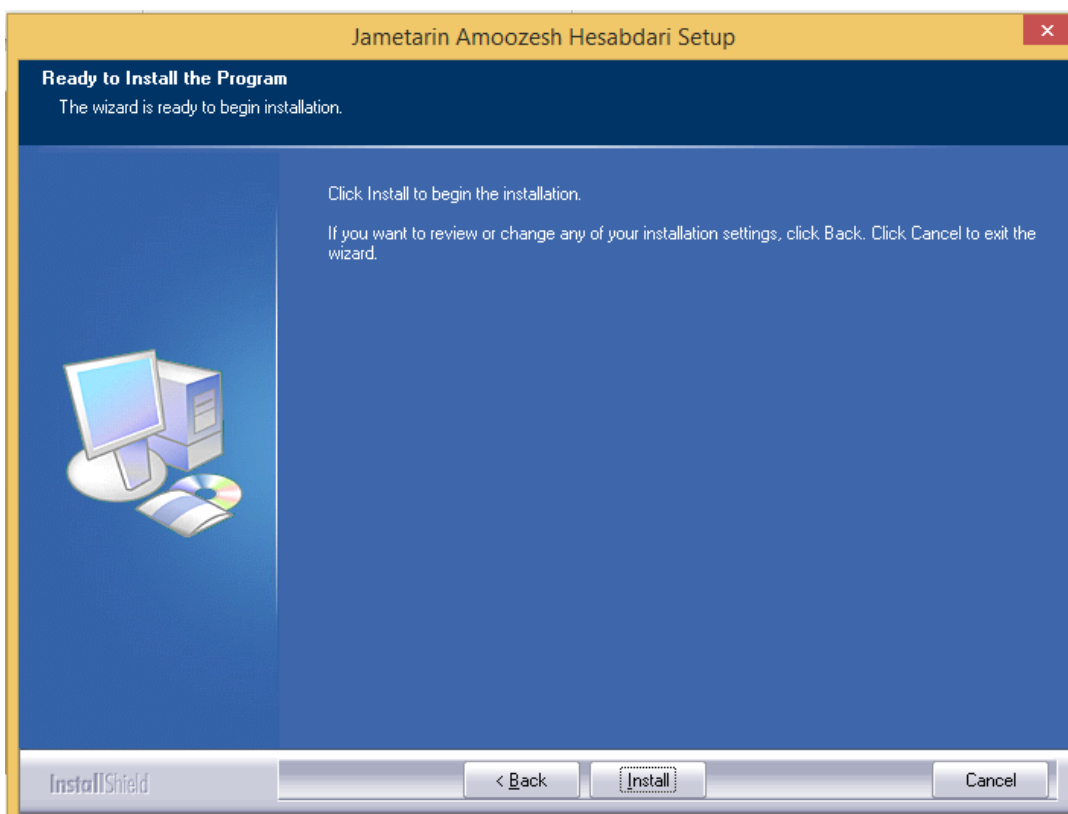 Jametarin Amoozesh Hesabdari Setup
Ready to Install the Program
The wizard is ready to begin installation.
Click Install to begin the installation.
If you want to review or change any of your installation settings, click Back. Click Cancel to exit the
wizard.
InstallShield
< Back
Install
Cancel